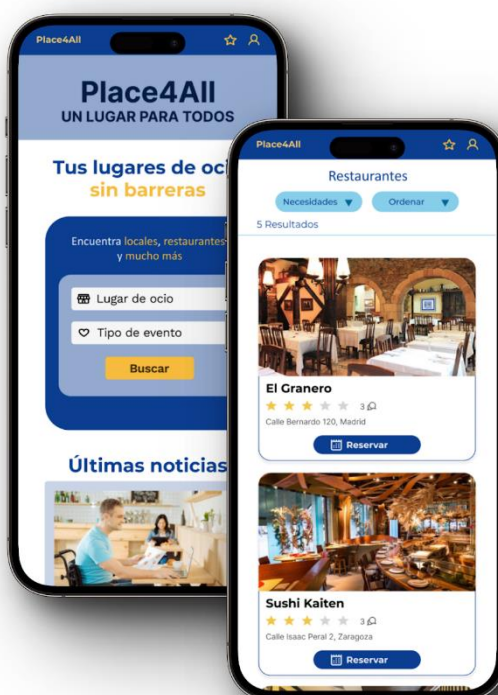 Place4All
Place4All
UN LUGAR PARA TODOS
Tus lugares de oci
sin barreras
Encuentra locales, restaurantes
y mucho más
Lugar de ocio
Tipo de evento
Buscar
Últimas noticias
Place4All
Restaurantes
Necesidades
Ordenar
5 Resultados
El Granero
3
Calle Bernardo 120, Madrid
Reservar
Sushi Kaiten
3
Calle Isaac Peral 2, Zaragoza
Reservar